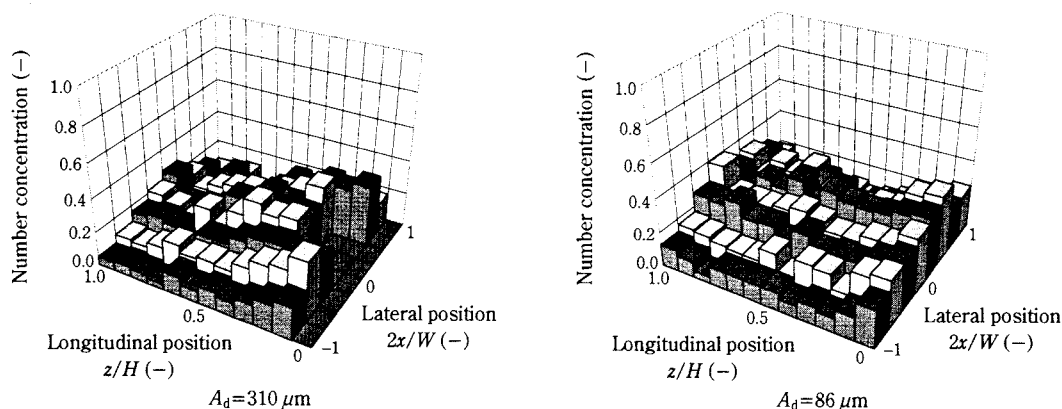 Number concentration (−)
1.0
0.8
0.6
0.4
0.2
0.0
1.0
0.5
0
−1
0
1
Longitudinal position
z/H (−)
Lateral position
2x/W (−)
A_d=310 μm
Number concentration (−)
1.0
0.8
0.6
0.4
0.2
0.0
1.0
0.5
0
−1
0
1
Longitudinal position
z/H (−)
Lateral position
2x/W (−)
A_d=86 μm